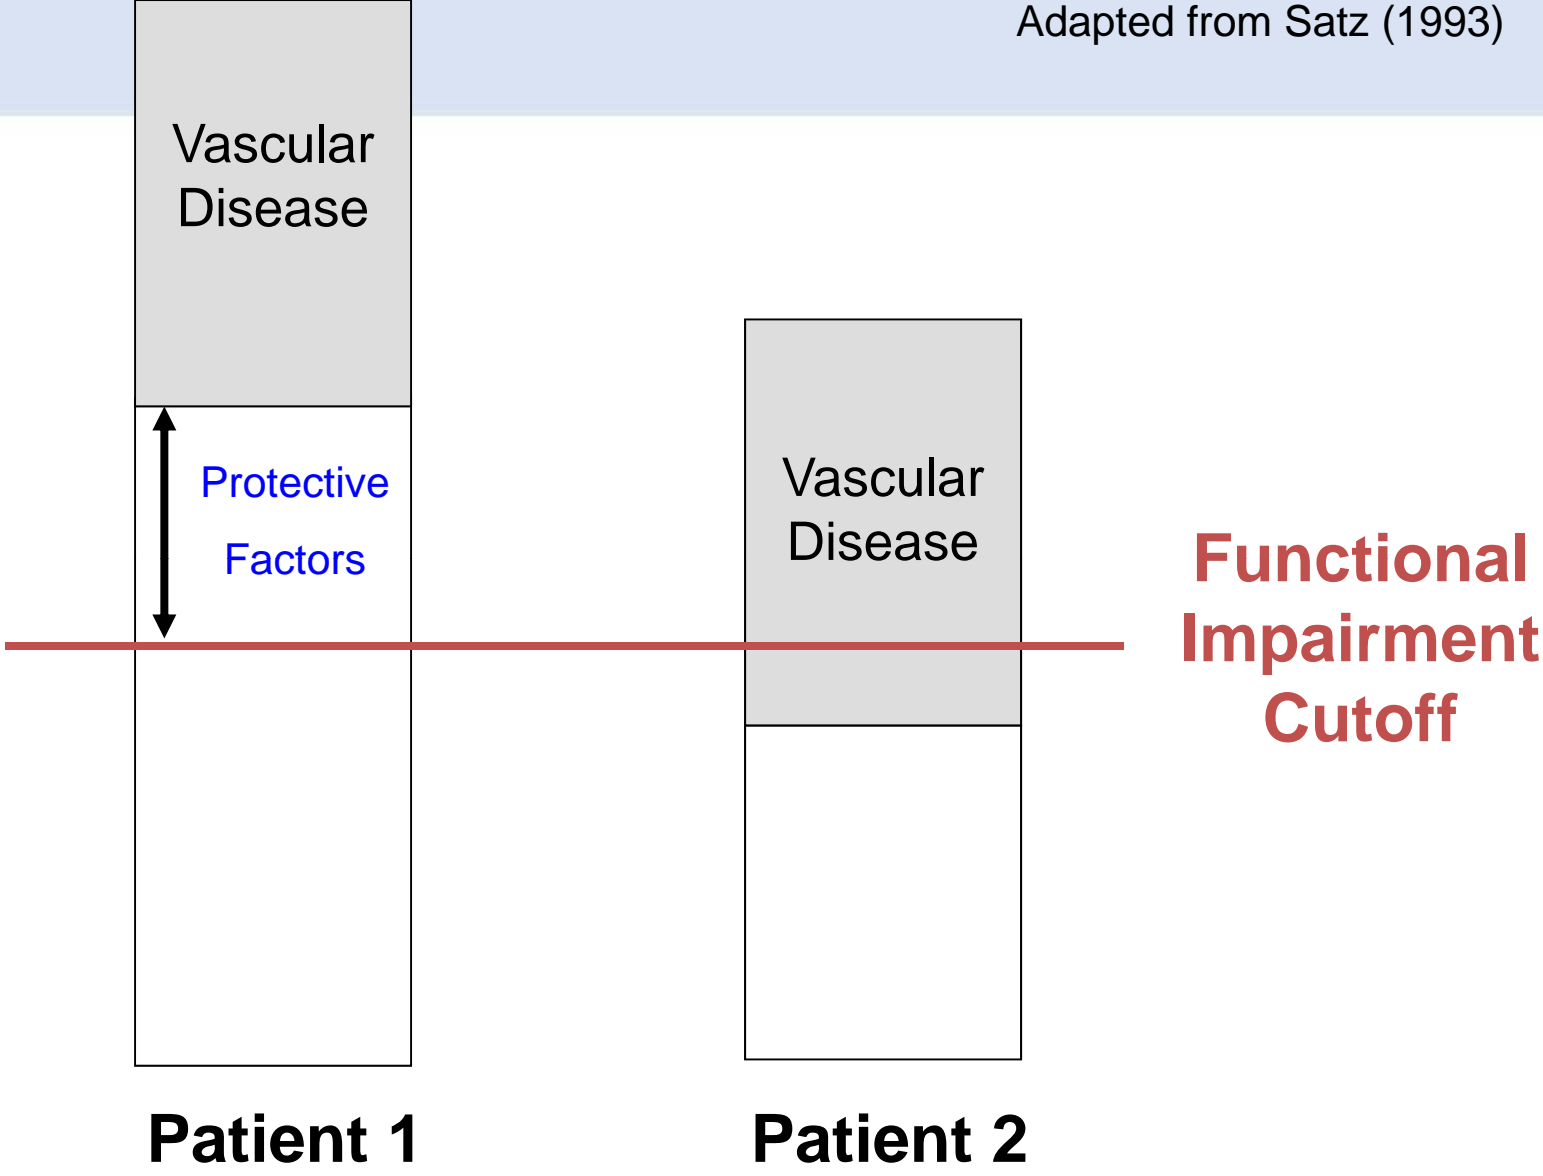 Adapted from Satz (1993)
Vascular
Disease
Protective
Factors
Vascular
Disease
Functional
Impairment
Cutoff
Patient 1
Patient 2